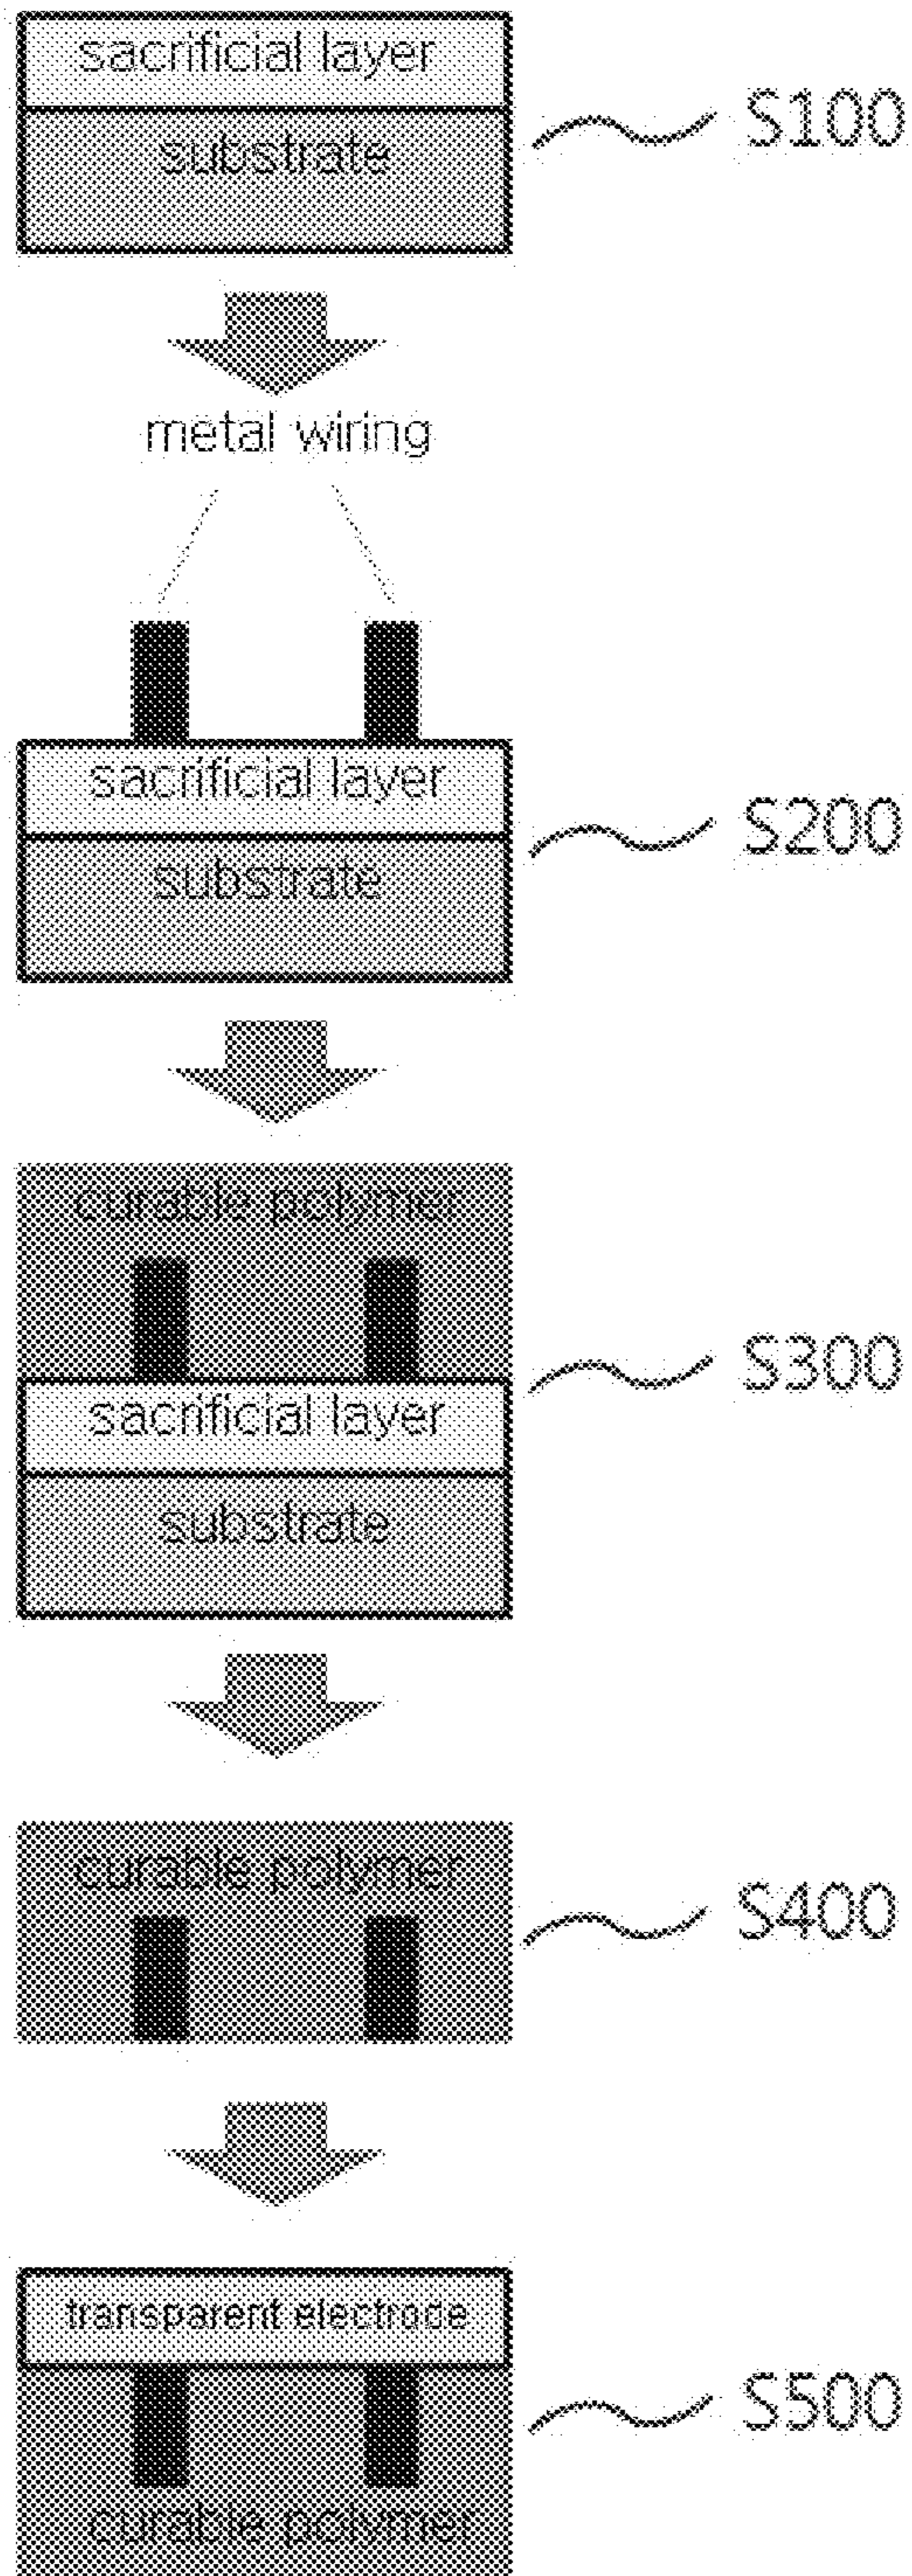 sacrificial layer
substrate
S100
metal wiring
sacrificial layer
substrate
S200
curable polymer
sacrificial layer
substrate
S300
curable polymer
S400
transparent electrode
curable polymer
S500